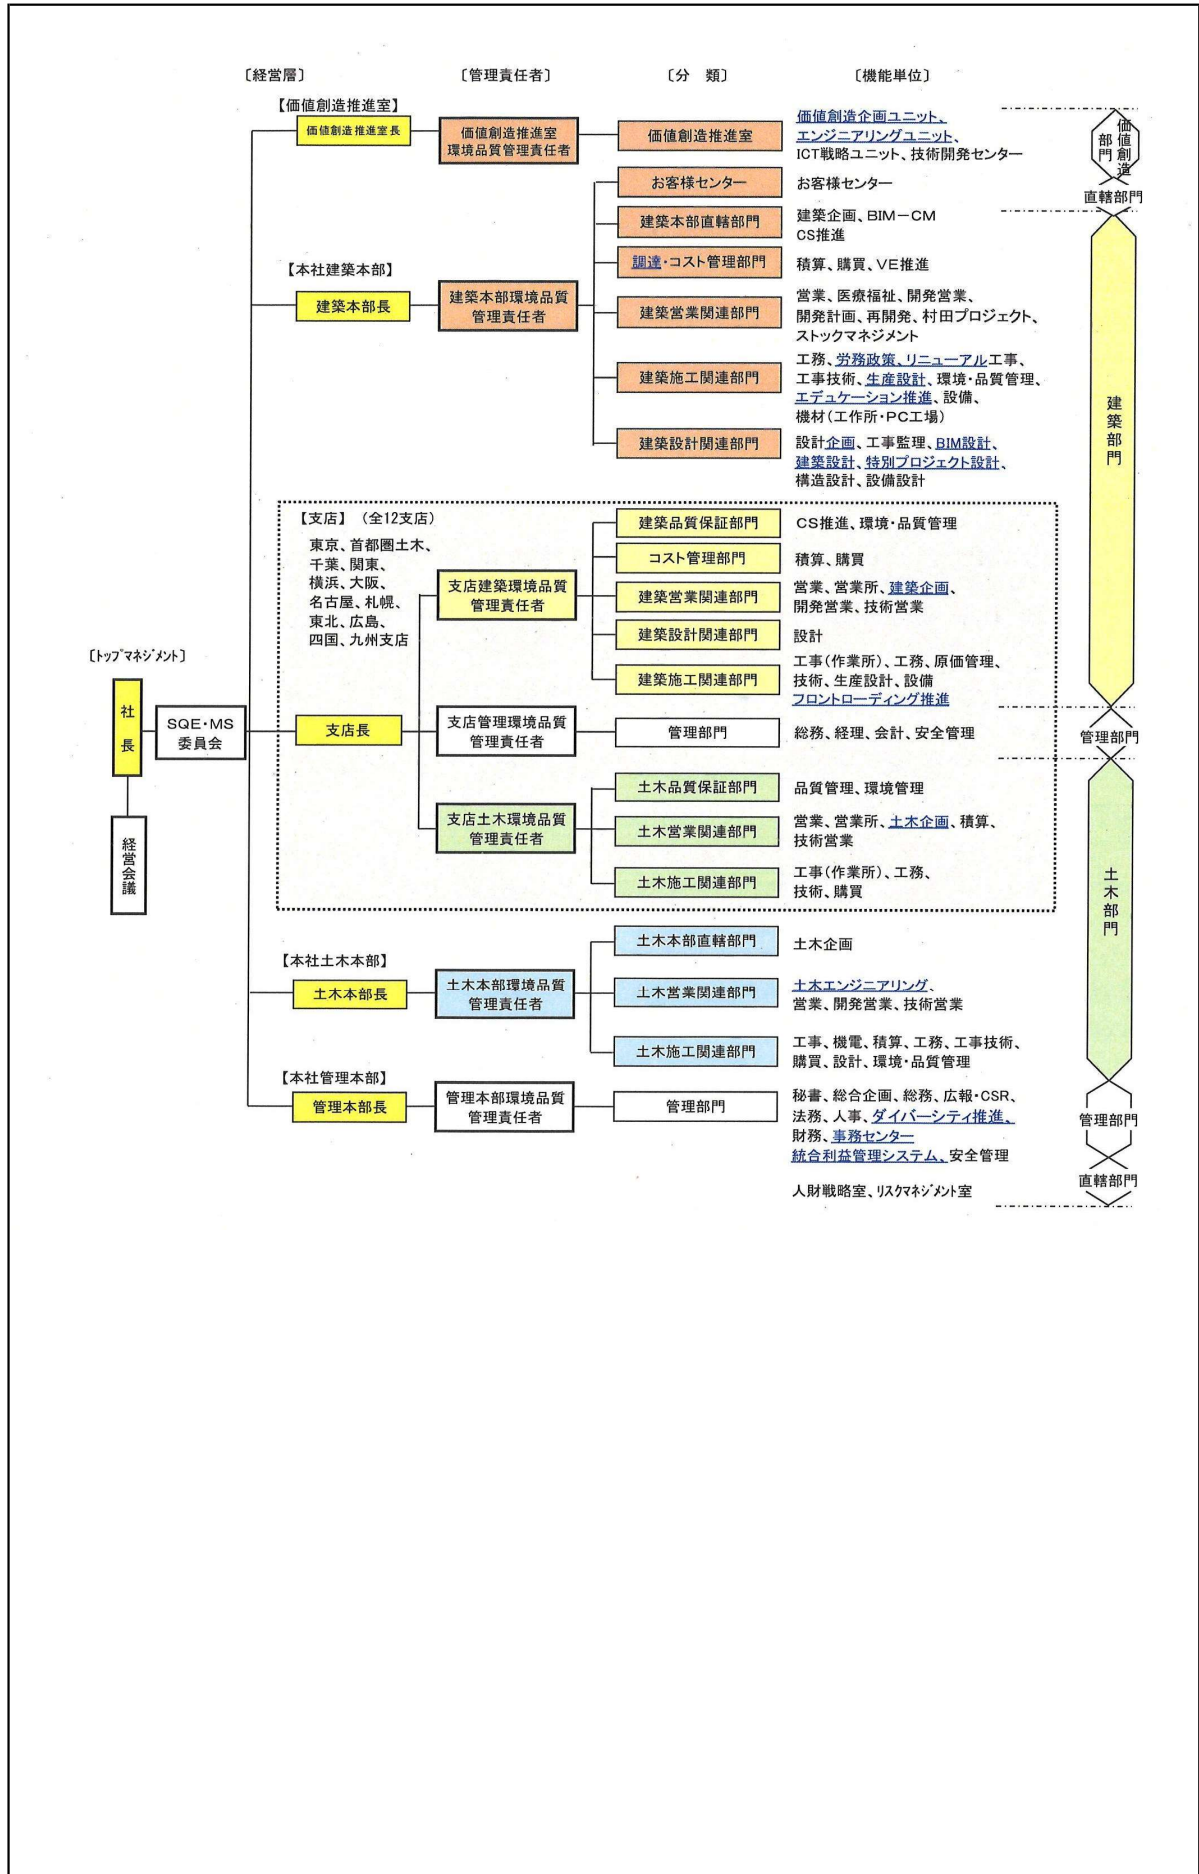 〔経営層〕
〔管理責任者〕
〔分　類〕
〔機能単位〕
【価値創造推進室】
価値創造推進室長
価値創造推進室
環境品質管理責任者
価値創造推進室
価値創造企画ユニット、
エンジニアリングユニット、
ICT戦略ユニット、技術開発センター
お客様センター
お客様センター
建築本部直轄部門
建築企画、BIM－CM
CS推進
調達・コスト管理部門
積算、購買、VE推進
【本社建築本部】
建築本部長
建築本部環境品質
管理責任者
建築営業関連部門
営業、医療福祉、開発営業、
開発計画、再開発、村田プロジェクト、
ストックマネジメント
建築施工関連部門
工務、労務政策、リニューアル工事、
工事技術、生産設計、環境・品質管理、
エデュケーション推進、設備、
機材（工作所・PC工場）
建築設計関連部門
設計企画、工事監理、BIM設計、
建築設計、特別プロジェクト設計、
構造設計、設備設計
【支店】（全12支店）
東京、首都圏土木、
千葉、関東、
横浜、大阪、
名古屋、札幌、
東北、広島、
四国、九州支店
支店建築環境品質
管理責任者
建築品質保証部門
CS推進、環境・品質管理
コスト管理部門
積算、購買
建築営業関連部門
営業、営業所、建築企画、
開発営業、技術営業
建築設計関連部門
設計
建築施工関連部門
工事（作業所）、工務、原価管理、
技術、生産設計、設備
フロントローディング推進
〔トップマネジメント〕
社長
SQE・MS
委員会
経営会議
支店長
支店管理環境品質
管理責任者
管理部門
総務、経理、会計、安全管理
支店土木環境品質
管理責任者
土木品質保証部門
品質管理、環境管理
土木営業関連部門
営業、営業所、土木企画、積算、
技術営業
土木施工関連部門
工事（作業所）、工務、
技術、購買
【本社土木本部】
土木本部長
土木本部環境品質
管理責任者
土木本部直轄部門
土木企画
土木営業関連部門
土木エンジニアリング、
営業、開発営業、技術営業
土木施工関連部門
工事、機電、積算、工務、工事技術、
購買、設計、環境・品質管理
【本社管理本部】
管理本部長
管理本部環境品質
管理責任者
管理部門
秘書、総合企画、総務、広報・CSR、
法務、人事、ダイバーシティ推進、
財務、事務センター
統合利益管理システム、安全管理
人財戦略室、リスクマネジメント室
価値創造
部門
直轄部門
建築部門
管理部門
土木部門
管理部門
直轄部門